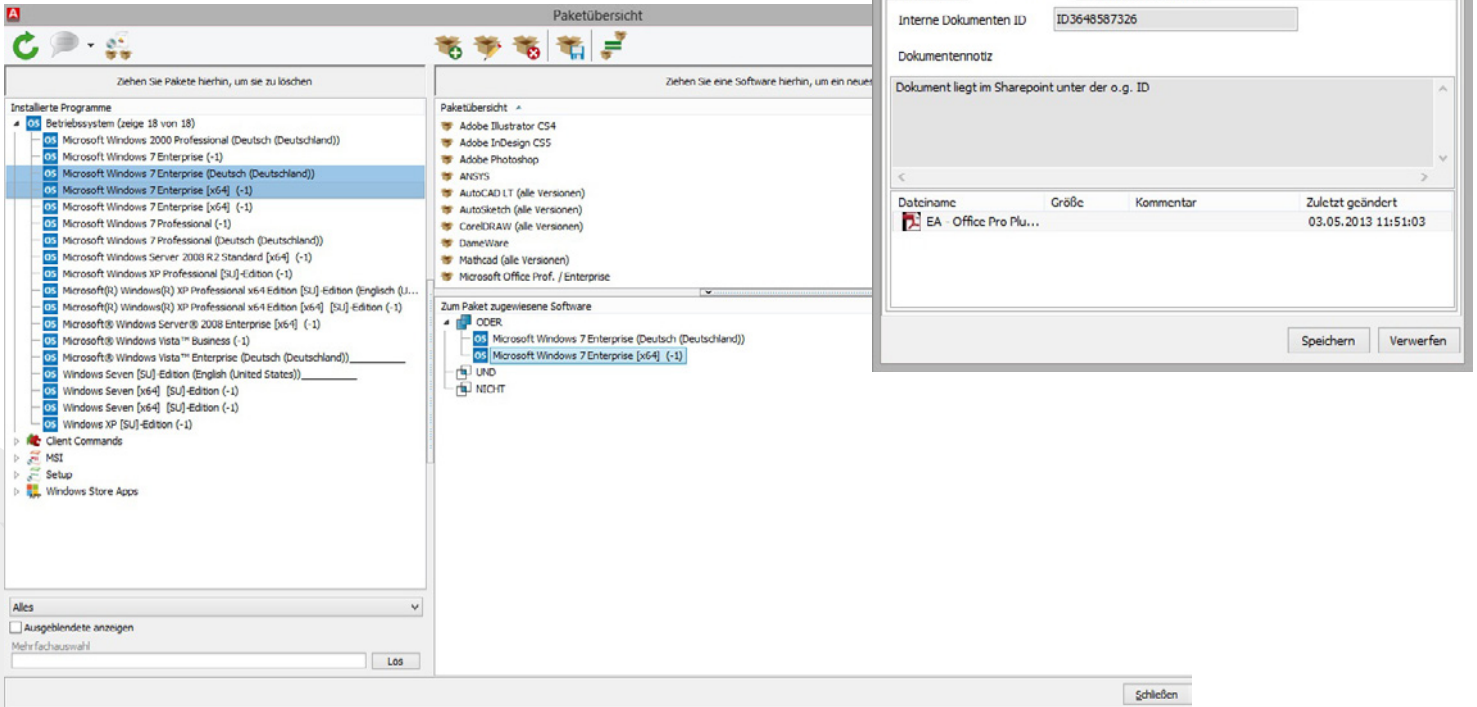 Paketübersicht
Ziehen Sie Pakete hierhin, um sie zu löschen
Installierte Programme
Betriebssystem (zeige 18 von 18)
Microsoft Windows 2000 Professional (Deutsch (Deutschland))
Microsoft Windows 7 Enterprise (-1)
Microsoft Windows 7 Enterprise (Deutsch (Deutschland))
Microsoft Windows 7 Enterprise [x64] (-1)
Microsoft Windows 7 Enterprise [x64] (-1)
Microsoft Windows 7 Professional (-1)
Microsoft Windows 7 Professional (Deutsch (Deutschland))
Microsoft Windows Server 2008 R2 Standard [x64] (-1)
Microsoft Windows XP Professional [SU]-Edition (-1)
Microsoft(R) Windows(R) XP Professional x64 Edition [SU]-Edition (Englisch (U...
Microsoft(R) Windows(R) XP Professional x64 Edition [x64] [SU]-Edition (-1)
Microsoft® Windows Server® 2008 Enterprise [x64] (-1)
Microsoft® Windows Vista™ Business (-1)
Microsoft® Windows Vista™ Enterprise (Deutsch (Deutschland))
Windows Seven [SU]-Edition (English (United States))
Windows Seven [x64] [SU]-Edition (-1)
Windows Seven [x64] [SU]-Edition (-1)
Windows XP [SU]-Edition (-1)
Client Commands
MSI
Setup
Windows Store Apps
Alles
Ausgeblendete anzeigen
Mehrfachauswahl
Los
Ziehen Sie eine Software hierhin, um ein neues
Paketübersicht
Adobe Illustrator CS4
Adobe InDesign CS5
Adobe Photoshop
ANSYS
AutoCAD LT (alle Versionen)
AutoSketch (alle Versionen)
CorelDRAW (alle Versionen)
DameWare
Mathcad (alle Versionen)
Microsoft Office Prof. / Enterprise
Zum Paket zugewiesene Software
ODER
Microsoft Windows 7 Enterprise (Deutsch (Deutschland))
Microsoft Windows 7 Enterprise [x64] (-1)
UND
NICHT
Schließen
Interne Dokumenten ID ID3648587326
Dokumentennotiz
Dokument liegt im Sharepoint unter der o.g. ID
Dateiname Größe Kommentar Zuletzt geändert
EA - Office Pro Plu... 03.05.2013 11:51:03
Speichern Verwerfen